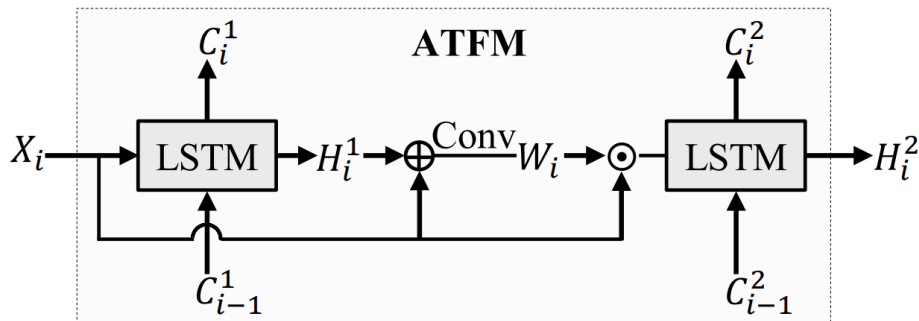 ATFM
C_i^1
C_i^2
X_i
LSTM
H_i^1
Conv
W_i
LSTM
H_i^2
C_{i-1}^1
C_{i-1}^2